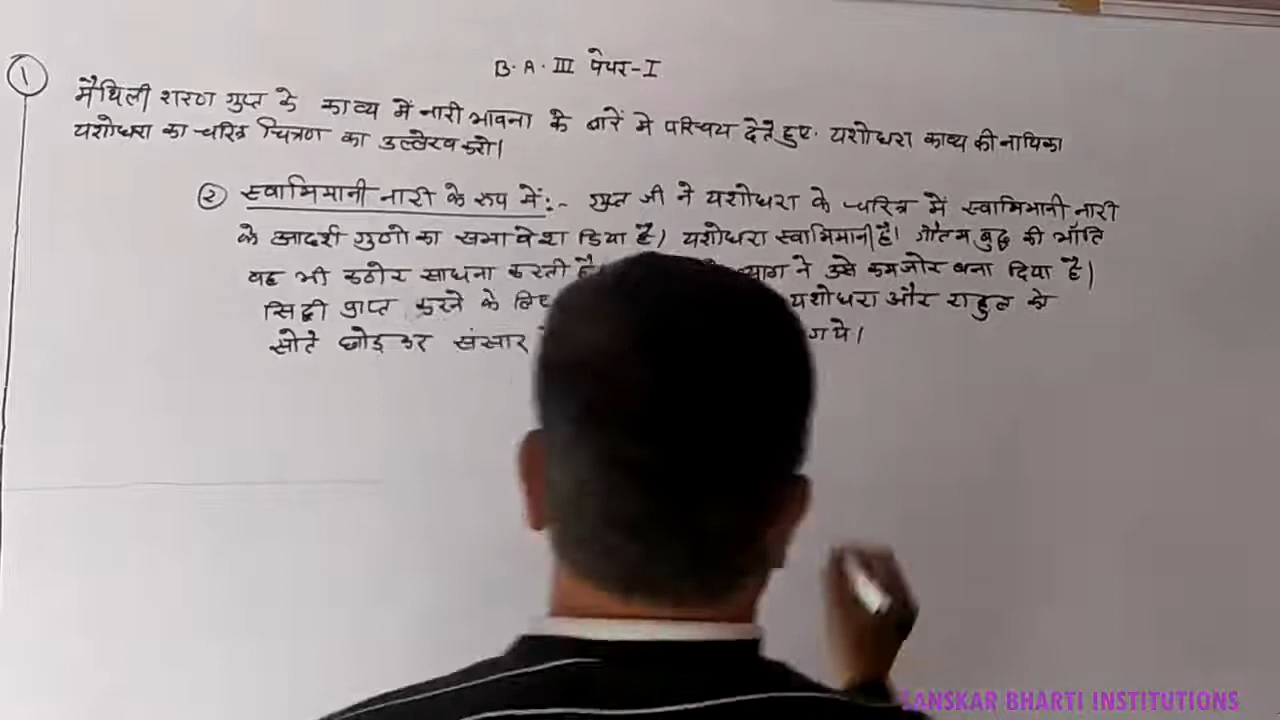 B.A.III पेपर-I
① मैथिली शरण गुप्त के काव्य में नारी भावना के बारें में परिचय देते हुए. यशोधरा काव्य की नायिका
यशोधरा का चरित्र चित्रण का उल्लेख करो।
② स्वाभिमानी नारी के रूप में:- गुप्त जी ने यशोधरा के चरित्र में स्वाभिमानी नारी
के आदर्श गुणों का समावेश किया है। यशोधरा स्वाभिमानी है। गौतम बुद्ध की भाँति
वह भी कठोर साधना करती है त्याग ने उसे कमजोर बना दिया है।
सिद्धी प्राप्त करने के लिए यशोधरा और राहुल को
सोते छोड़कर संसार गये।
SANSKAR BHARTI INSTITUTIONS